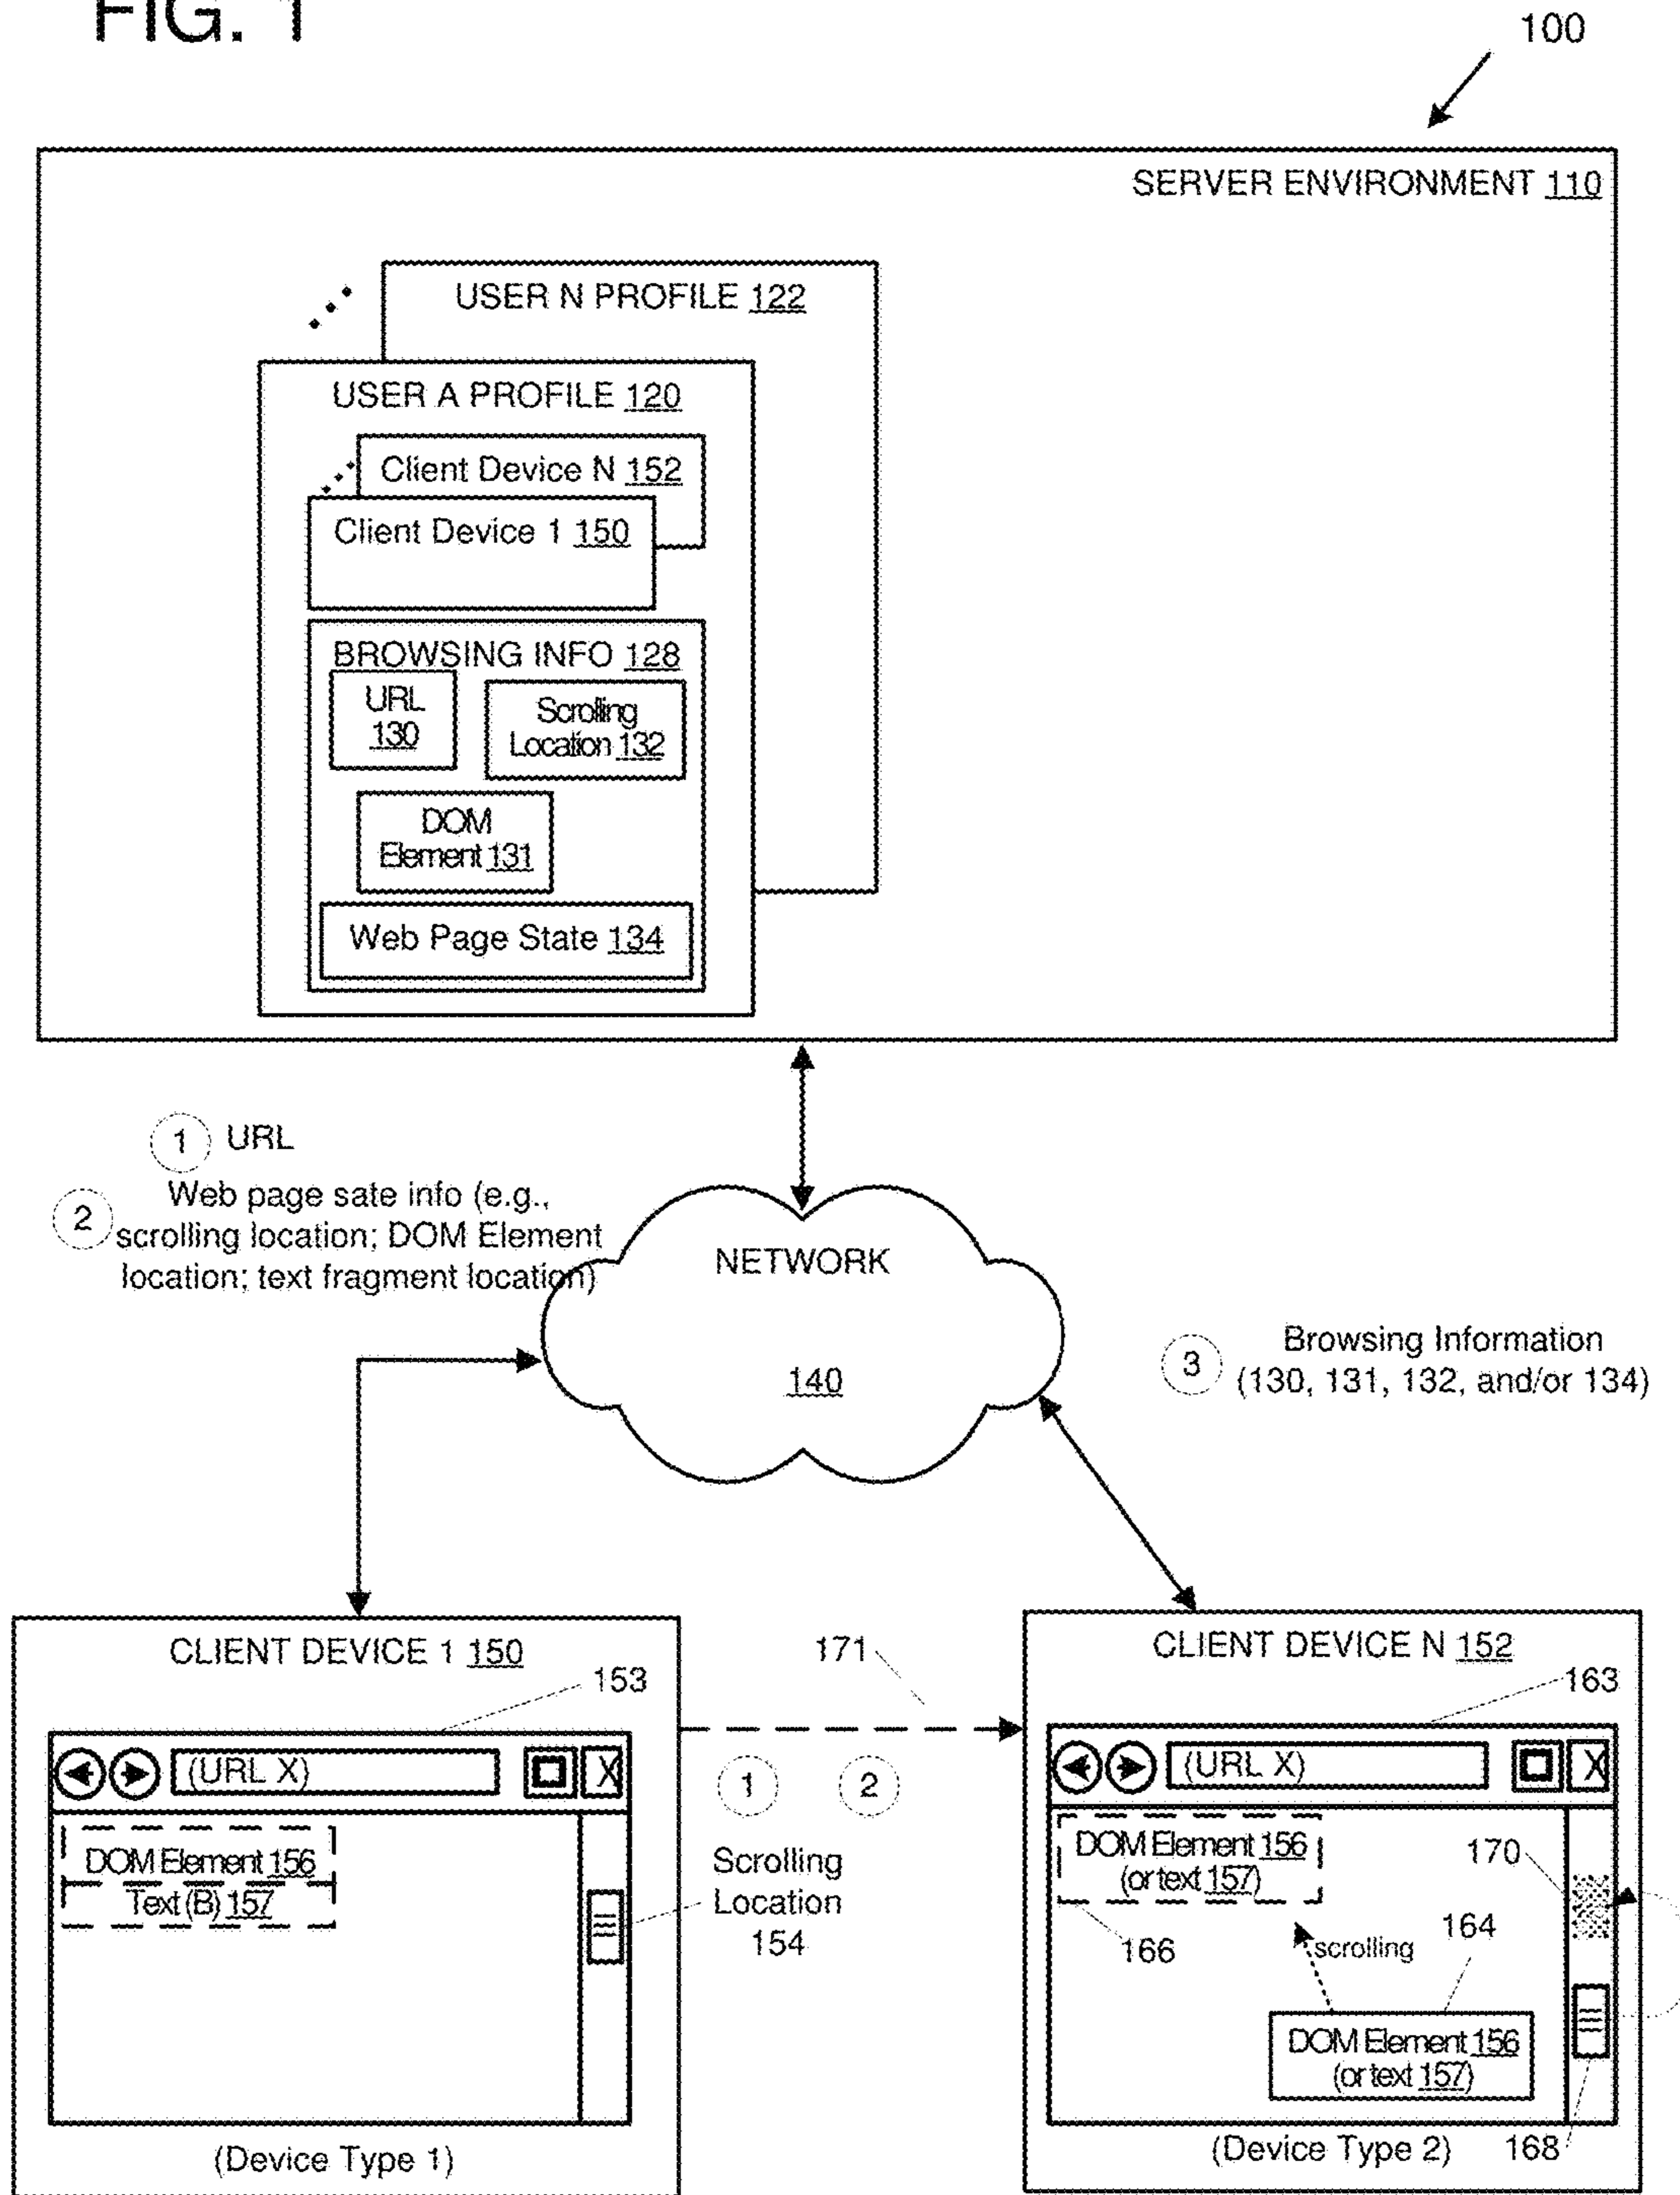 FIG. 1
100
SERVER ENVIRONMENT 110
USER N PROFILE 122
USER A PROFILE 120
Client Device N 152
Client Device 1 150
BROWSING INFO 128
URL
130
Scrolling
Location 132
DOM
Element 131
Web Page State 134
1 URL
2
Web page sate info (e.g.,
scrolling location; DOM Element
location; text fragment location)
NETWORK
140
3
Browsing Information
(130, 131, 132, and/or 134)
CLIENT DEVICE 1 150
153
(URL X)
X
DOM Element 156
Text (B) 157
Scrolling
Location
154
(Device Type 1)
171
1 2
CLIENT DEVICE N 152
163
(URL X)
X
DOM Element 156
(or text 157)
170
166
scrolling
164
DOM Element 156
(or text 157)
(Device Type 2)
168